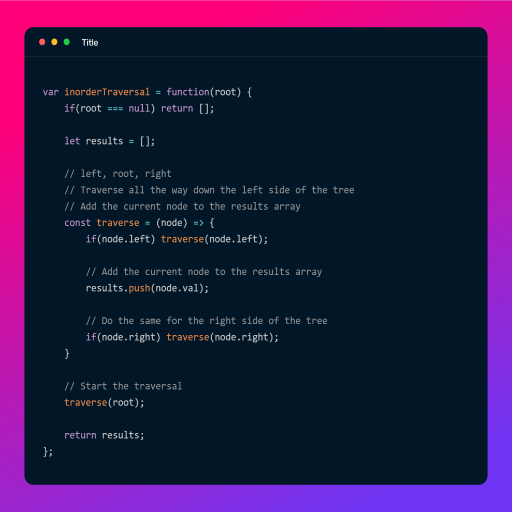 Title
var inorderTraversal = function(root) {
    if(root === null) return [];
    let results = [];
    // left, root, right
    // Traverse all the way down the left side of the tree
    // Add the current node to the results array
    const traverse = (node) => {
        if(node.left) traverse(node.left);
        // Add the current node to the results array
        results.push(node.val);
        // Do the same for the right side of the tree
        if(node.right) traverse(node.right);
    }
    // Start the traversal
    traverse(root);
    return results;
};